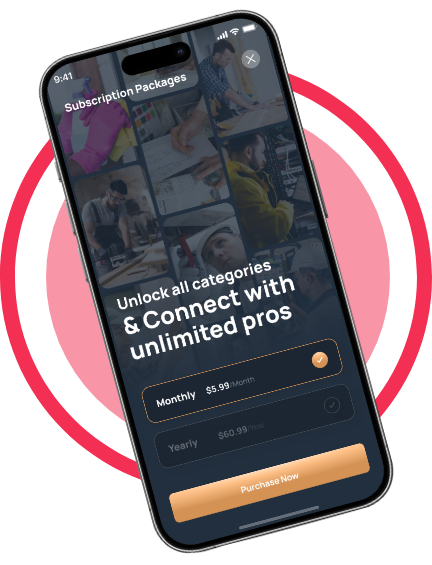 9:41
Subscription Packages
Unlock all categories
& Connect with
unlimited pros
Monthly $5.99/Month
Yearly $60.99/Year
Purchase Now